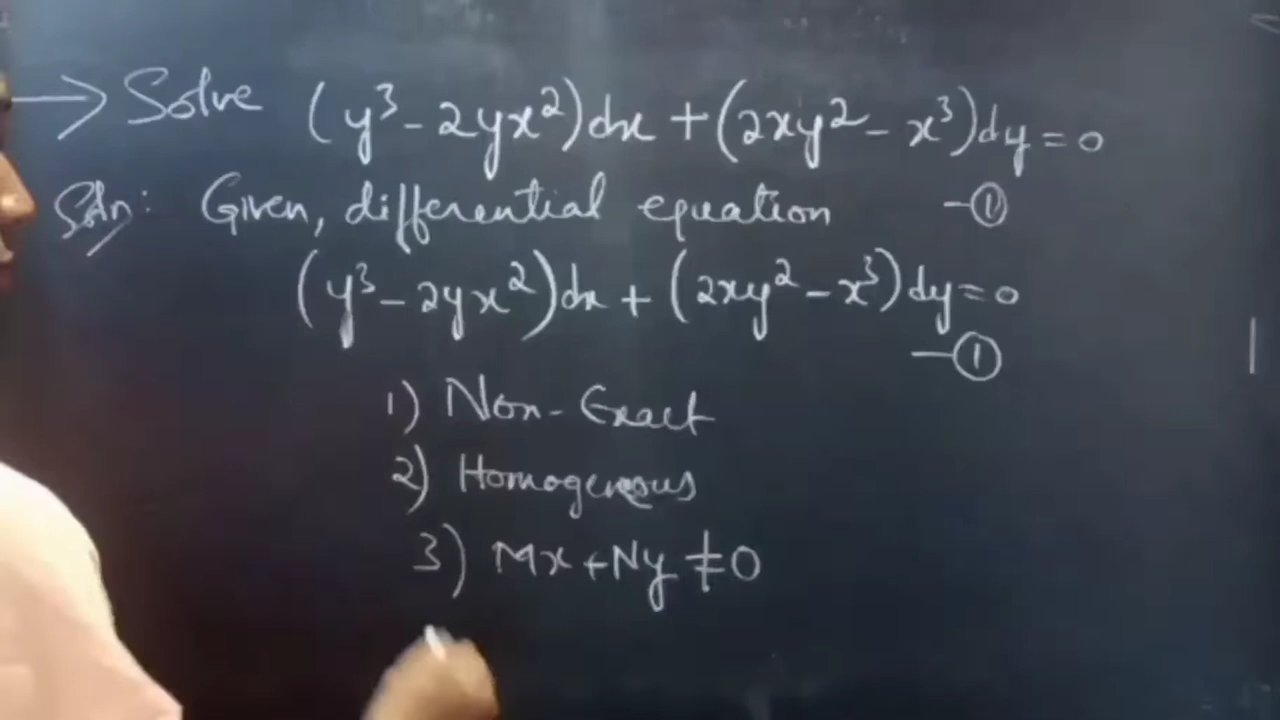 → Solve (y³ - 2yx²)dx + (2xy² - x³)dy = 0
Soln: Given, differential equation -①
(y³ - 2yx²)dx + (2xy² - x³)dy = 0
-①
1) Non-Exact
2) Homogeneous
3) Mx + Ny ≠ 0